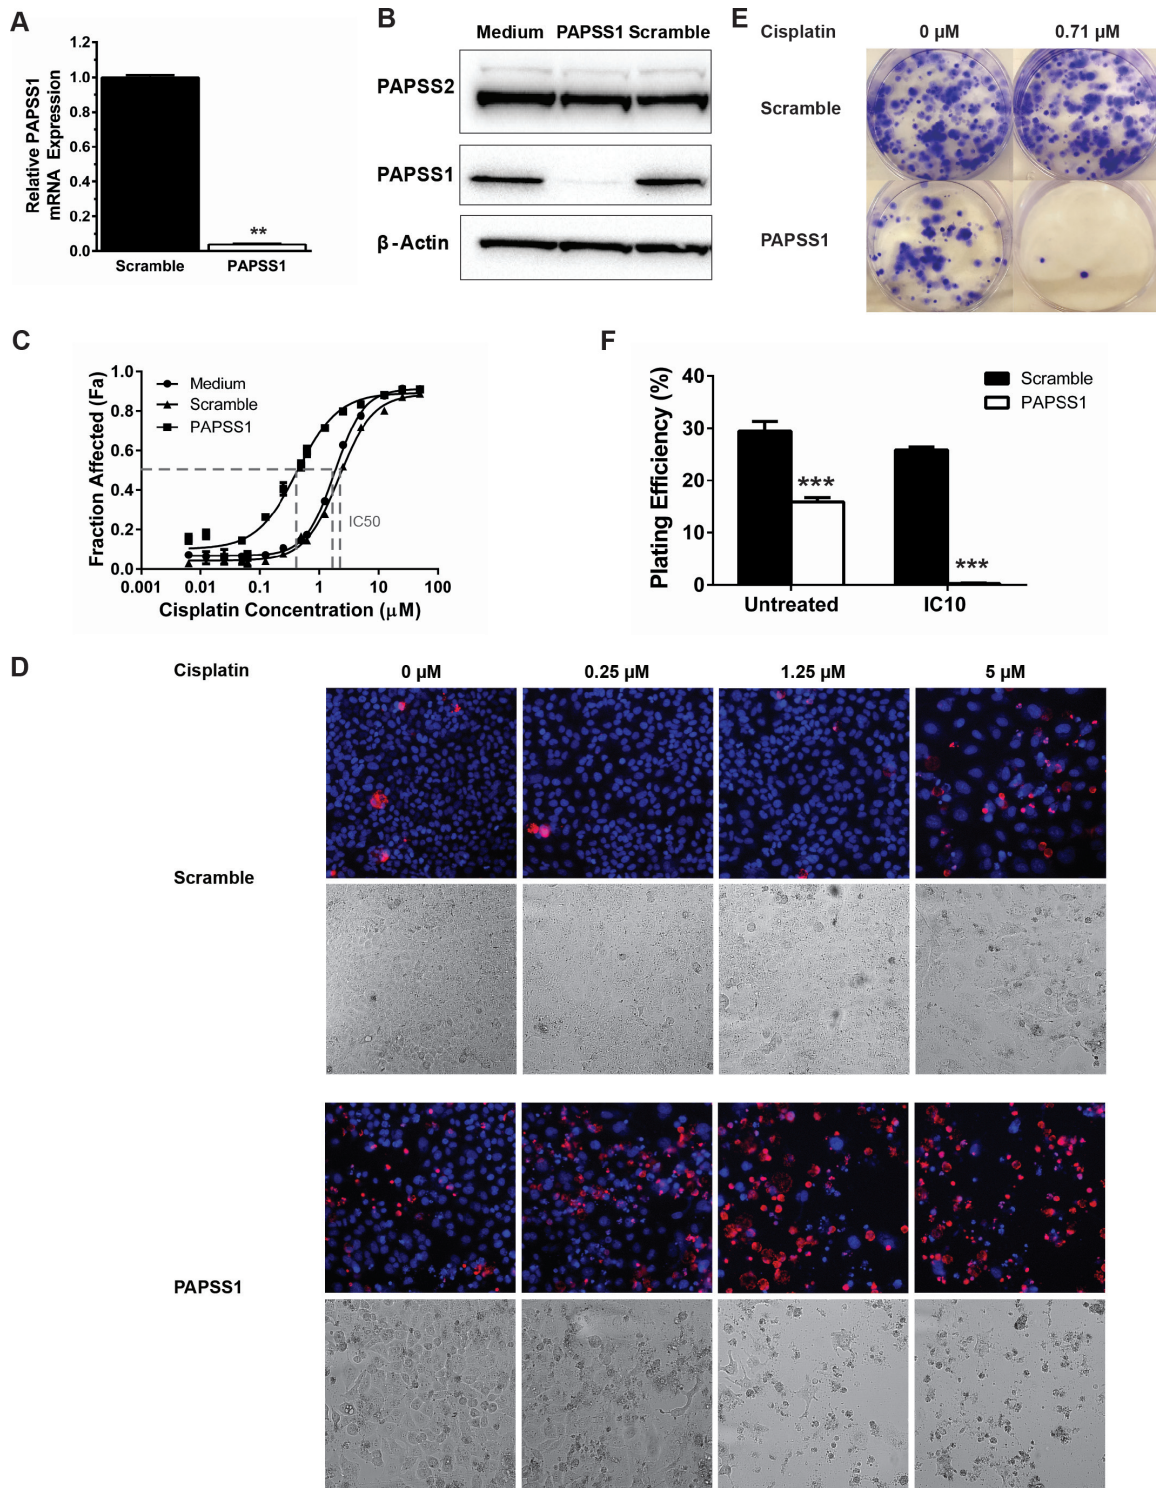 A
Relative PAPSS1
mRNA Expression
1.2
1.0
0.8
0.6
0.4
0.2
0.0
**
Scramble
PAPSS1
B
Medium PAPSS1 Scramble
PAPSS2
PAPSS1
β-Actin
E
Cisplatin
0 µM
0.71 µM
Scramble
PAPSS1
C
Fraction Affected (Fa)
1.0
0.8
0.6
0.4
0.2
0.0
Medium
Scramble
PAPSS1
IC50
0.001
0.01
0.1
1
10
100
Cisplatin Concentration (µM)
F
Plating Efficiency (%)
40
30
20
10
0
Scramble
PAPSS1
***
***
Untreated
IC10
D
Cisplatin
0 µM
0.25 µM
1.25 µM
5 µM
Scramble
PAPSS1